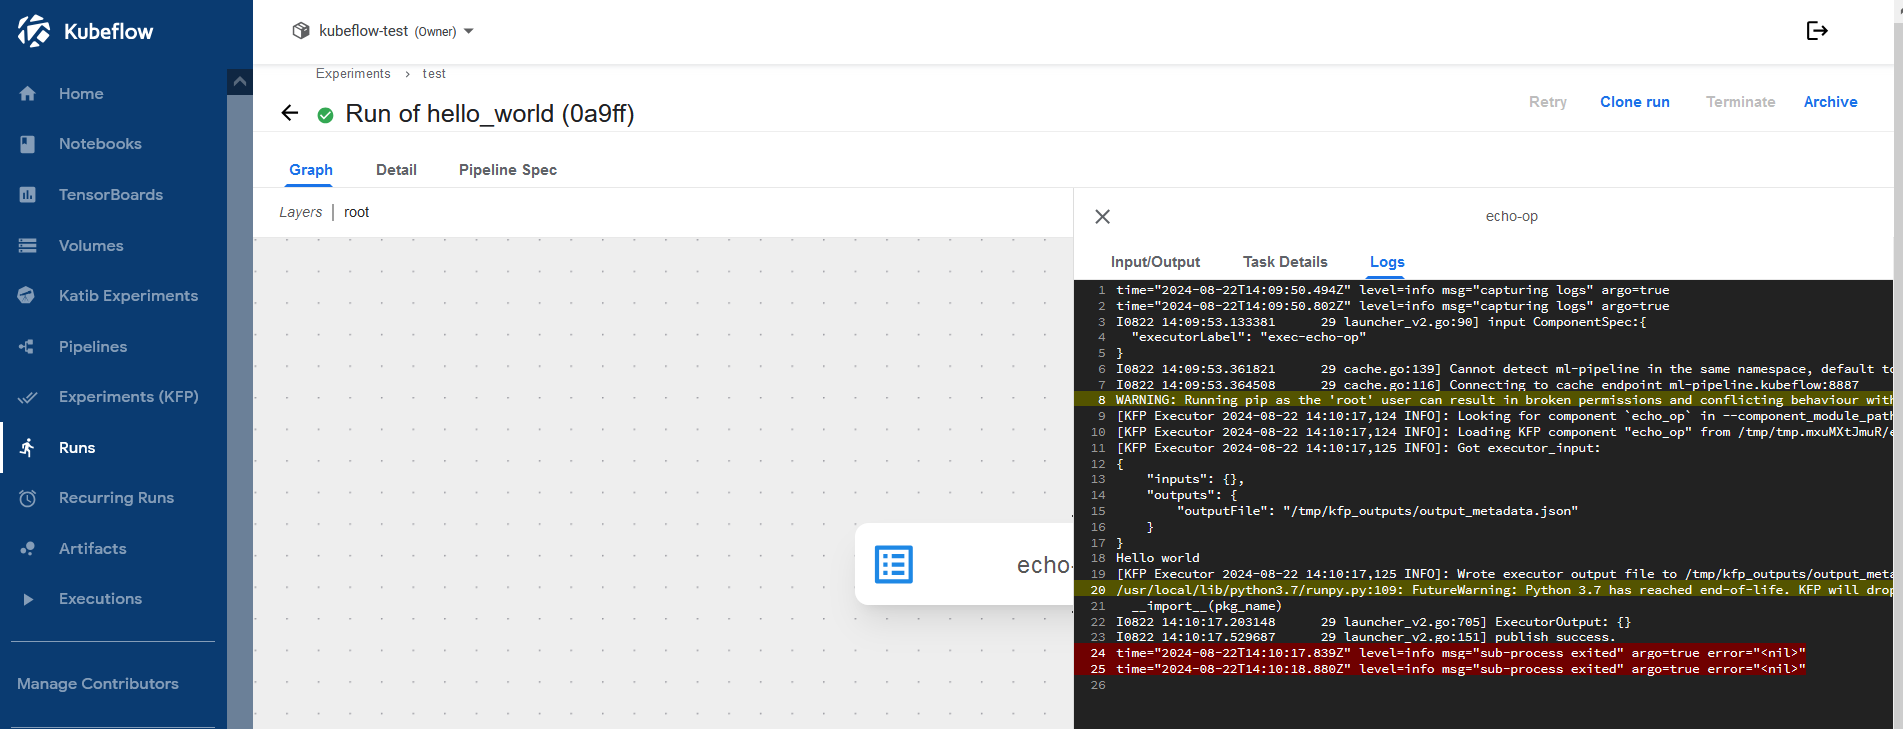 Kubeflow
Home
Notebooks
TensorBoards
Volumes
Katib Experiments
Pipelines
Experiments (KFP)
Runs
Recurring Runs
Artifacts
Executions
Manage Contributors
kubeflow-test (Owner)
Experiments › test
Run of hello_world (0a9ff)
Retry Clone run Terminate Archive
Graph Detail Pipeline Spec
Layers | root
echo-
echo-op
Input/Output Task Details Logs
1 time="2024-08-22T14:09:50.494Z" level=info msg="capturing logs" argo=true
2 time="2024-08-22T14:09:50.802Z" level=info msg="capturing logs" argo=true
3 I0822 14:09:53.133381 29 launcher_v2.go:90] input ComponentSpec:{
4 "executorLabel": "exec-echo-op"
5 }
6 I0822 14:09:53.361821 29 cache.go:139] Cannot detect ml-pipeline in the same namespace, default to
7 I0822 14:09:53.364508 29 cache.go:116] Connecting to cache endpoint ml-pipeline.kubeflow:8887
8 WARNING: Running pip as the 'root' user can result in broken permissions and conflicting behaviour with
9 [KFP Executor 2024-08-22 14:10:17,124 INFO]: Looking for component `echo_op` in --component_module_path
10 [KFP Executor 2024-08-22 14:10:17,124 INFO]: Loading KFP component "echo_op" from /tmp/tmp.mxuMXtJmuR/e
11 [KFP Executor 2024-08-22 14:10:17,125 INFO]: Got executor_input:
12 {
13 "inputs": {},
14 "outputs": {
15 "outputFile": "/tmp/kfp_outputs/output_metadata.json"
16 }
17 }
18 Hello world
19 [KFP Executor 2024-08-22 14:10:17,125 INFO]: Wrote executor output file to /tmp/kfp_outputs/output_meta
20 /usr/local/lib/python3.7/runpy.py:109: FutureWarning: Python 3.7 has reached end-of-life. KFP will drop
21 __import__(pkg_name)
22 I0822 14:10:17.203148 29 launcher_v2.go:705] ExecutorOutput: {}
23 I0822 14:10:17.529687 29 launcher_v2.go:151] publish success.
24 time="2024-08-22T14:10:17.839Z" level=info msg="sub-process exited" argo=true error="<nil>"
25 time="2024-08-22T14:10:18.880Z" level=info msg="sub-process exited" argo=true error="<nil>"
26